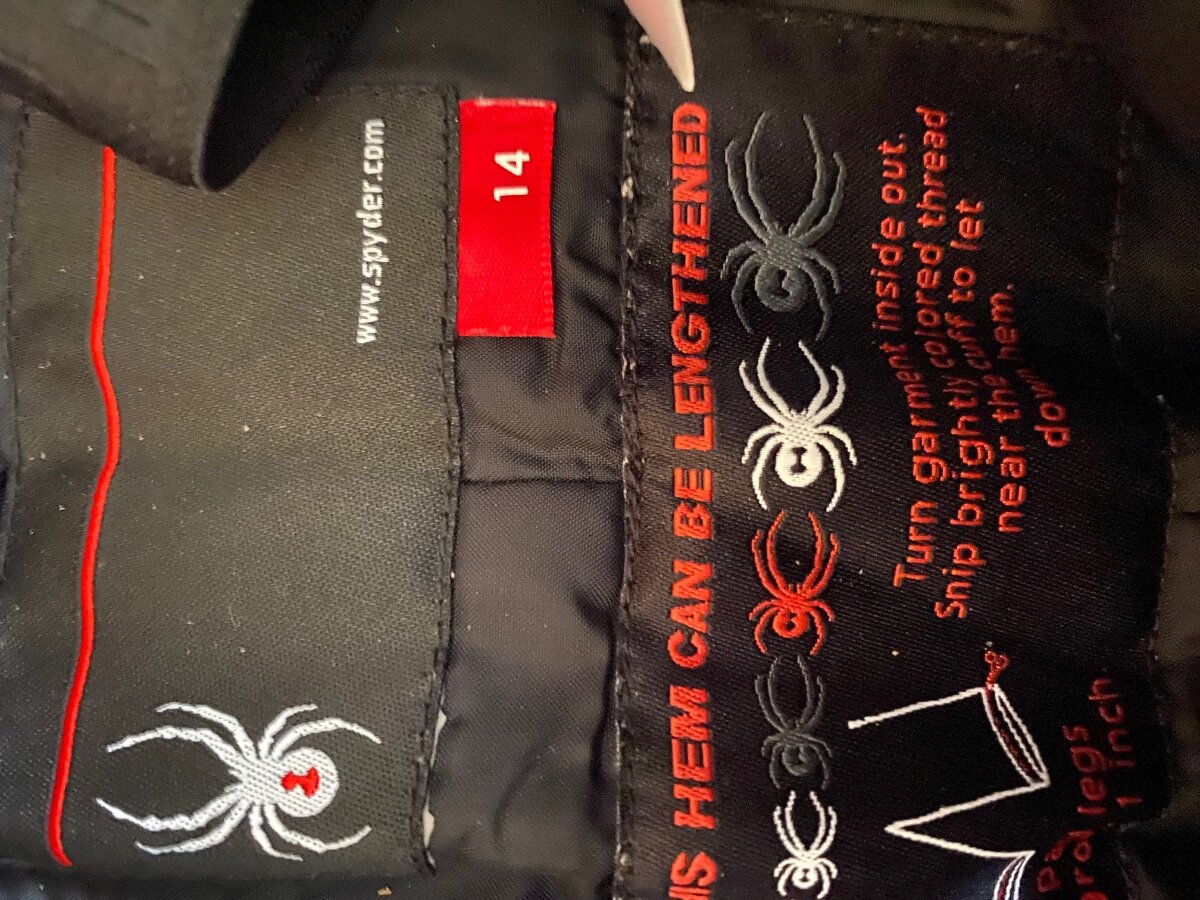 www.spyder.com
14
IS HEM CAN BE LENGTHENED
Turn garment inside out.
Snip brightly colored thread
near the cuff to let
down hem.
legs
1 inch